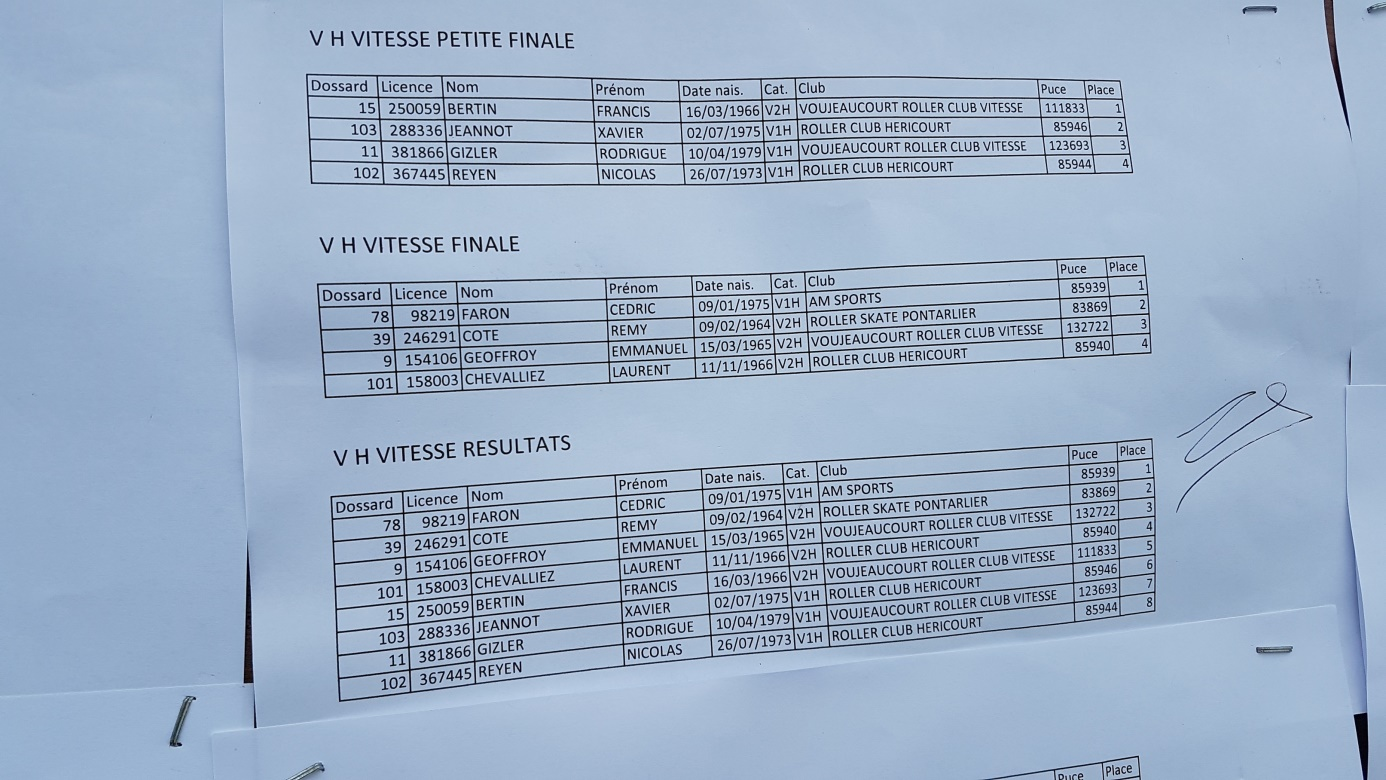 V H VITESSE PETITE FINALE
Dossard Licence Nom Prénom Date nais. Cat. Club Puce Place
15 250059 BERTIN FRANCIS 16/03/1966 V2H VOUJEAUCOURT ROLLER CLUB VITESSE 111833 1
103 288336 JEANNOT XAVIER 02/07/1975 V1H ROLLER CLUB HERICOURT 85946 2
11 381866 GIZLER RODRIGUE 10/04/1979 V1H VOUJEAUCOURT ROLLER CLUB VITESSE 123693 3
102 367445 REYEN NICOLAS 26/07/1973 V1H ROLLER CLUB HERICOURT 85944 4
V H VITESSE FINALE
Dossard Licence Nom Prénom Date nais. Cat. Club Puce Place
78 98219 FARON CEDRIC 09/01/1975 V1H AM SPORTS 85939 1
39 246291 COTE REMY 09/02/1964 V2H ROLLER SKATE PONTARLIER 83869 2
9 154106 GEOFFROY EMMANUEL 15/03/1965 V2H VOUJEAUCOURT ROLLER CLUB VITESSE 132722 3
101 158003 CHEVALLIEZ LAURENT 11/11/1966 V2H ROLLER CLUB HERICOURT 85940 4
V H VITESSE RESULTATS
Dossard Licence Nom Prénom Date nais. Cat. Club Puce Place
78 98219 FARON CEDRIC 09/01/1975 V1H AM SPORTS 85939 1
39 246291 COTE REMY 09/02/1964 V2H ROLLER SKATE PONTARLIER 83869 2
9 154106 GEOFFROY EMMANUEL 15/03/1965 V2H VOUJEAUCOURT ROLLER CLUB VITESSE 132722 3
101 158003 CHEVALLIEZ LAURENT 11/11/1966 V2H ROLLER CLUB HERICOURT 85940 4
15 250059 BERTIN FRANCIS 16/03/1966 V2H VOUJEAUCOURT ROLLER CLUB VITESSE 111833 5
103 288336 JEANNOT XAVIER 02/07/1975 V1H ROLLER CLUB HERICOURT 85946 6
11 381866 GIZLER RODRIGUE 10/04/1979 V1H VOUJEAUCOURT ROLLER CLUB VITESSE 123693 7
102 367445 REYEN NICOLAS 26/07/1973 V1H ROLLER CLUB HERICOURT 85944 8
Puce Place